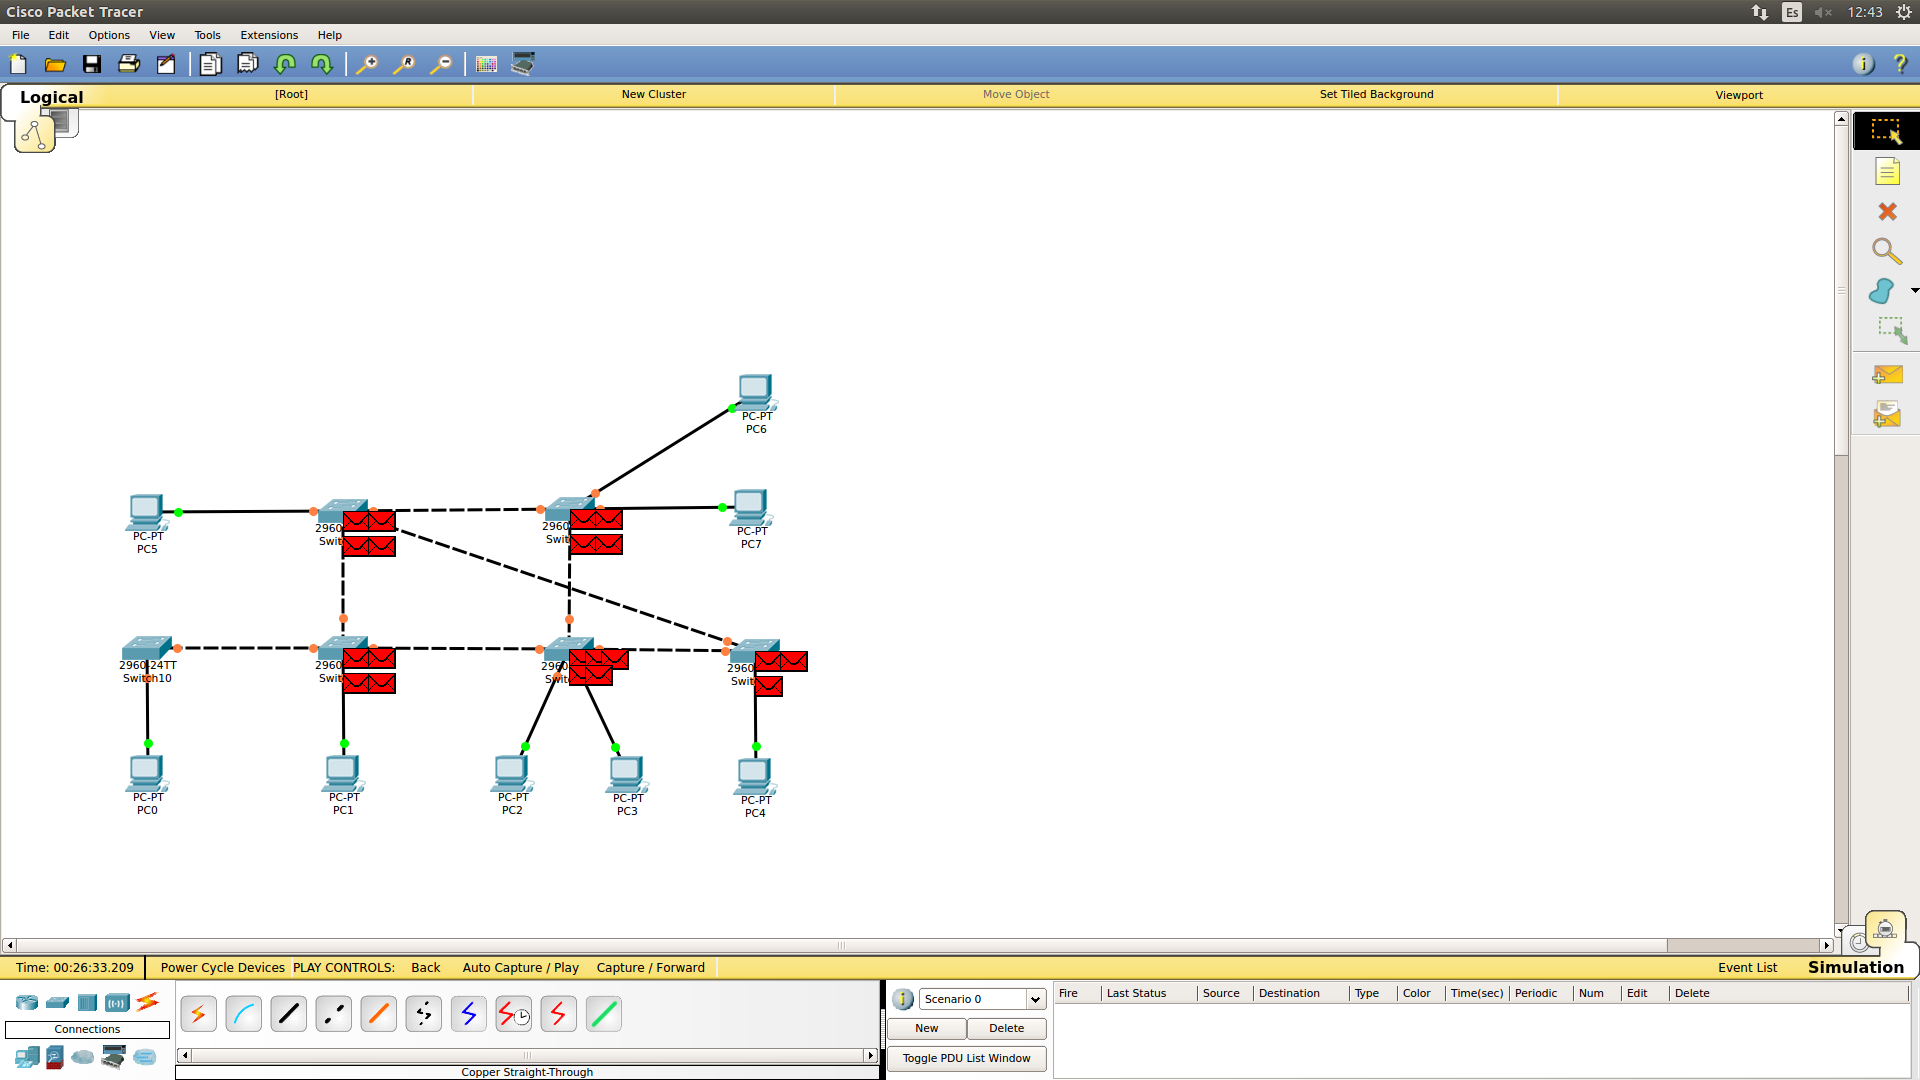 Cisco Packet Tracer
Es
12:43
File Edit Options View Tools Extensions Help
Logical
[Root]
New Cluster
Move Object
Set Tiled Background
Viewport
PC-PT
PC6
PC-PT
PC5
2960
Swit
2960
Swit
PC-PT
PC7
2960-24TT
Switch10
2960
Swit
2960
Swit
2960
Swit
PC-PT
PC0
PC-PT
PC1
PC-PT
PC2
PC-PT
PC3
PC-PT
PC4
Time: 00:26:33.209
Power Cycle Devices PLAY CONTROLS: Back Auto Capture / Play Capture / Forward
Event List
Simulation
Connections
Copper Straight-Through
Scenario 0
New
Delete
Toggle PDU List Window
Fire Last Status Source Destination Type Color Time(sec) Periodic Num Edit Delete